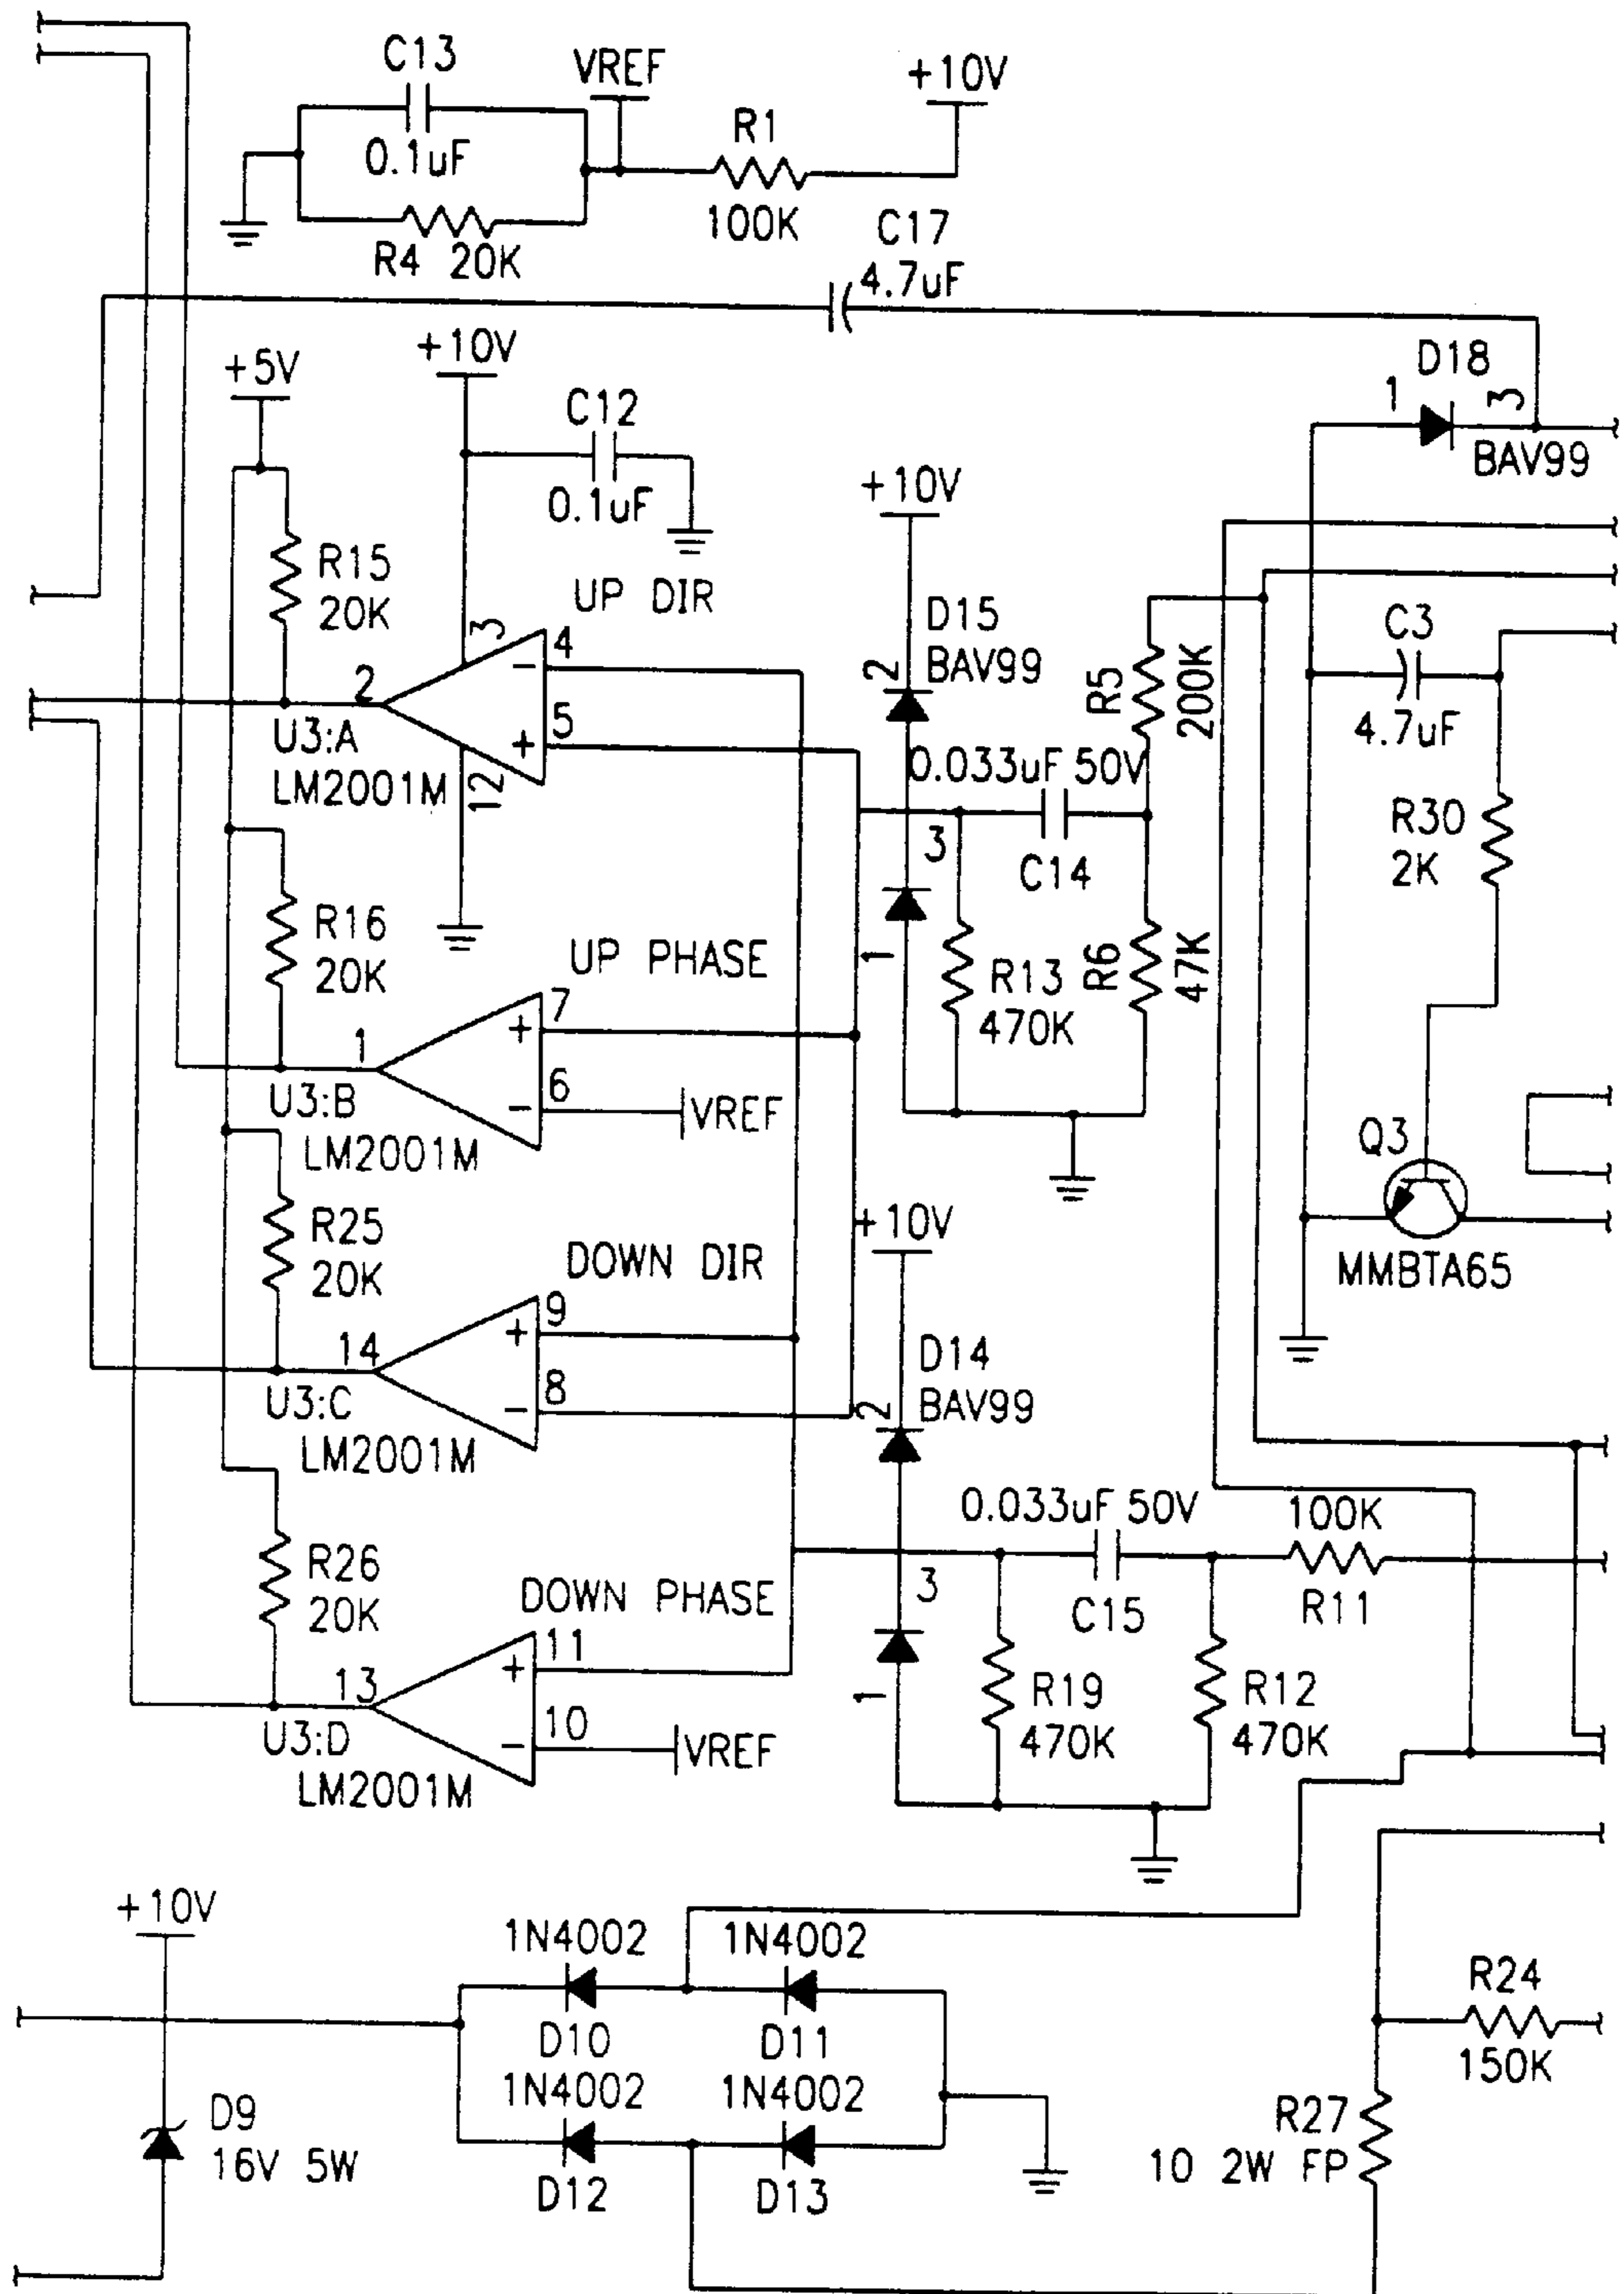 C13
0.1uF
VREF
+10V
R1
100K
R4 20K
C17
4.7uF
+5V
+10V
C12
0.1uF
D18
1
3
BAV99
R15
20K
UP DIR
3
4
-
2
5
+
12
U3:A
LM2001M
+10V
D15
BAV99
2
3
1
R5
200K
0.033uF 50V
C14
C3
4.7uF
R30
2K
R16
20K
UP PHASE
7
+
1
6
-
VREF
U3:B
LM2001M
R13
470K
R6
47K
Q3
MMBTA65
R25
20K
DOWN DIR
9
+
14
8
-
U3:C
LM2001M
+10V
D14
BAV99
2
3
1
0.033uF 50V
C15
100K
R11
R26
20K
DOWN PHASE
11
+
13
10
-
VREF
U3:D
LM2001M
R19
470K
R12
470K
+10V
1N4002
1N4002
D10
D11
1N4002
1N4002
D12
D13
D9
16V 5W
R24
150K
R27
10 2W FP